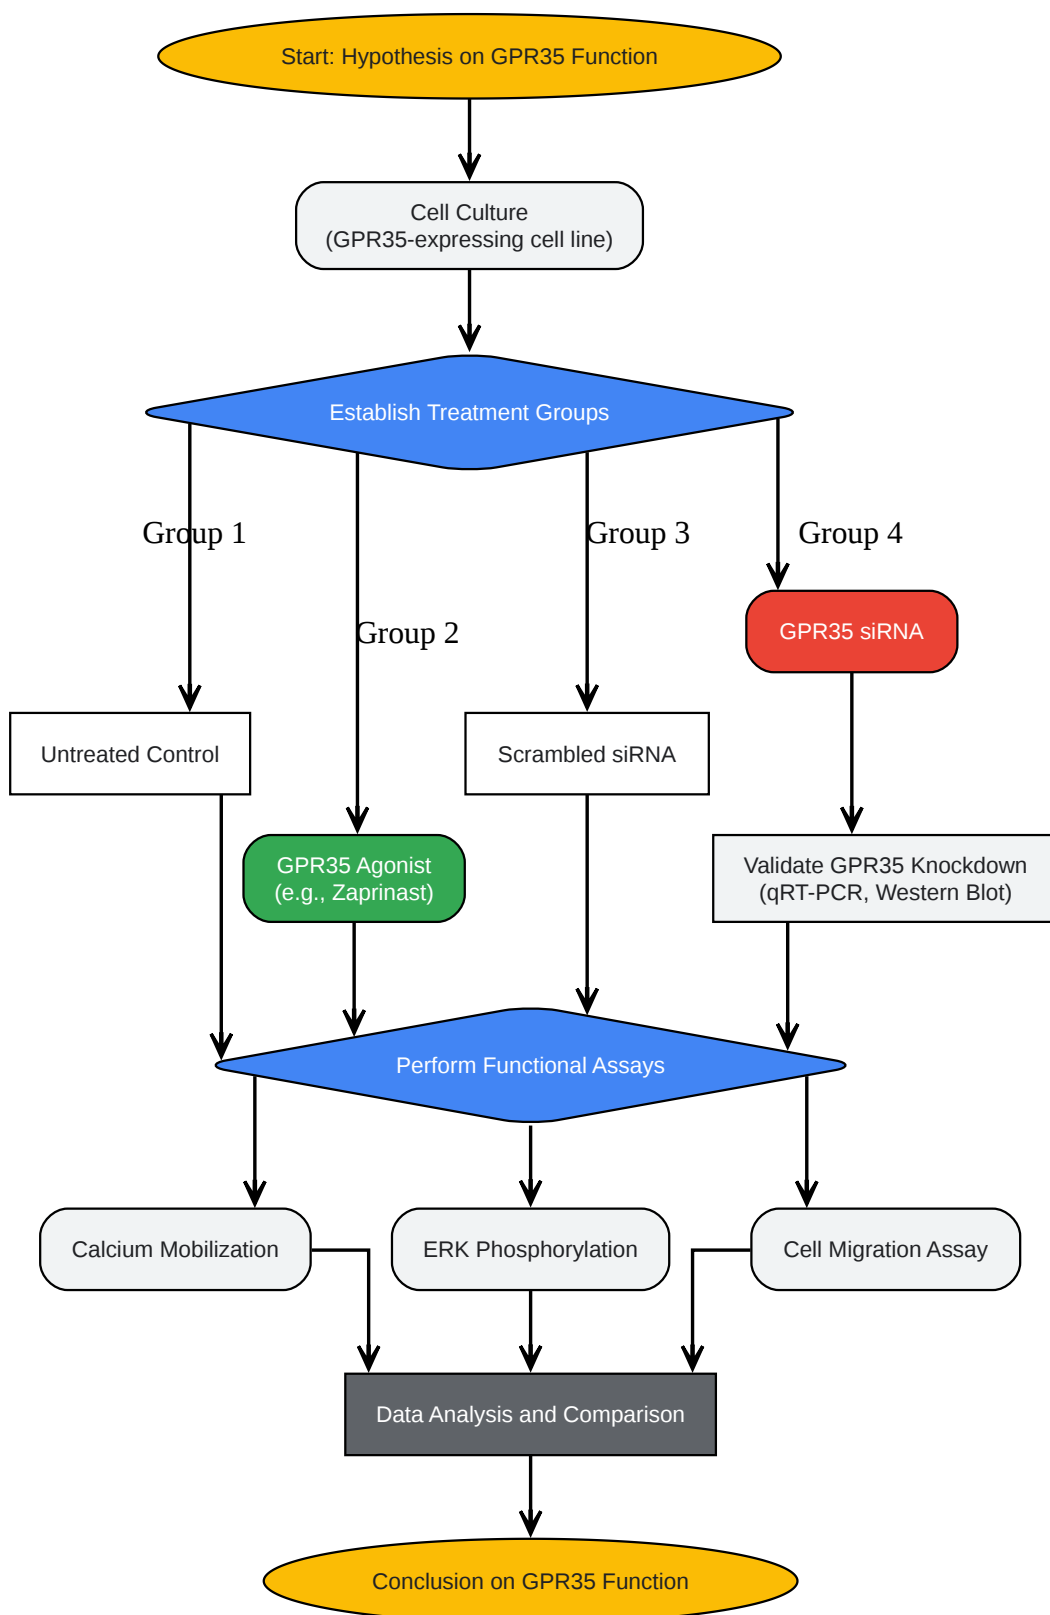 Start: Hypothesis on GPR35 Function
Cell Culture
(GPR35-expressing cell line)
Establish Treatment Groups
Group 1
Group 3
Group 4
Group 2
GPR35 siRNA
Untreated Control
Scrambled siRNA
GPR35 Agonist
(e.g., Zaprinast)
Validate GPR35 Knockdown
(qRT-PCR, Western Blot)
Perform Functional Assays
Calcium Mobilization
ERK Phosphorylation
Cell Migration Assay
Data Analysis and Comparison
Conclusion on GPR35 Function